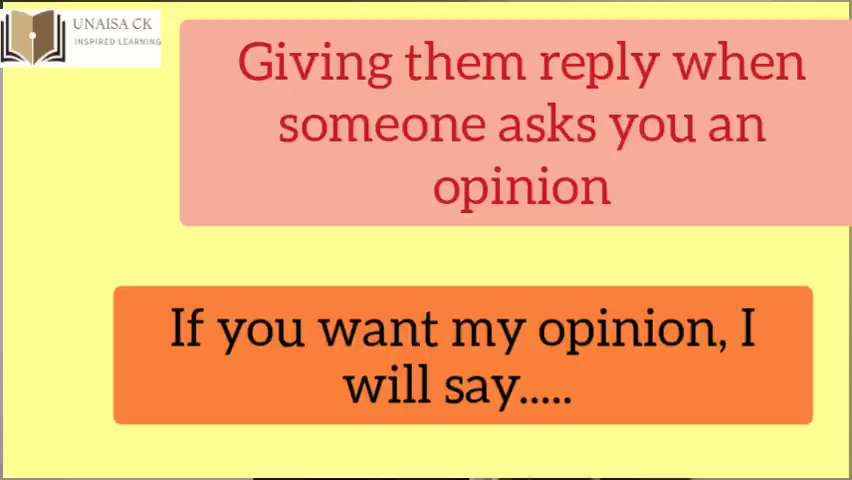 UNAISA CK
INSPIRED LEARNING
Giving them reply when
someone asks you an
opinion
If you want my opinion, I
will say.....